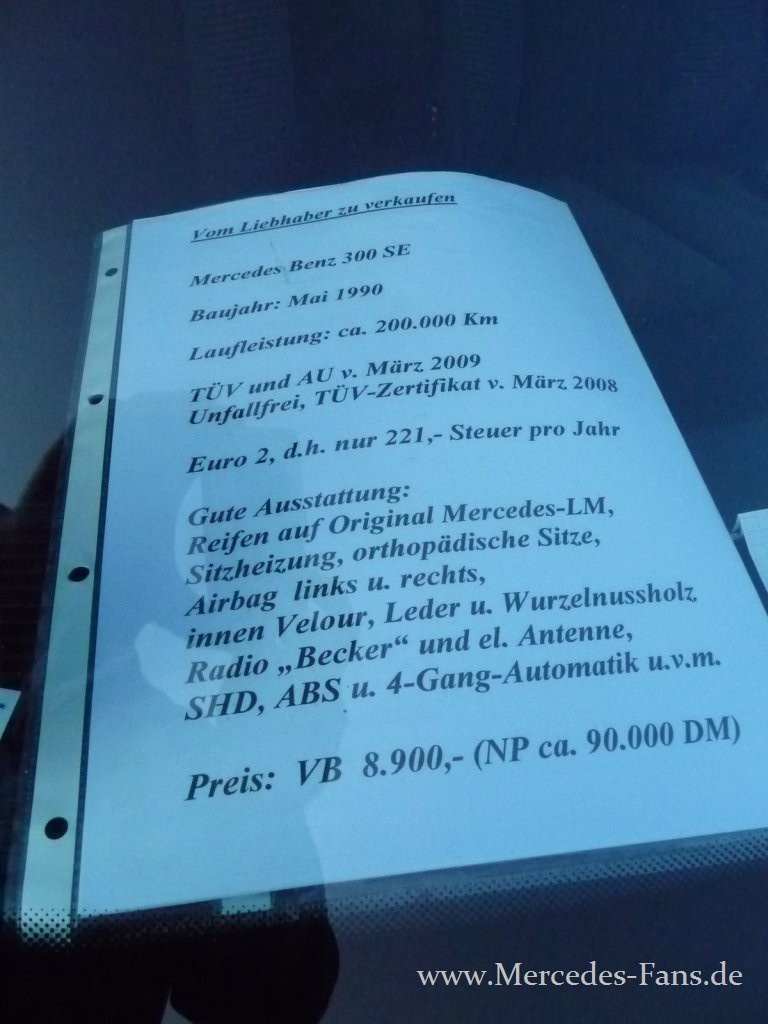 Vom Liebhaber zu verkaufen
Mercedes Benz 300 SE
Baujahr: Mai 1990
Laufleistung: ca. 200.000 Km
TÜV und AU v. März 2009
Unfallfrei, TÜV-Zertifikat v. März 2008
Euro 2, d.h. nur 221,- Steuer pro Jahr
Gute Ausstattung:
Reifen auf Original Mercedes-LM,
Sitzheizung, orthopädische Sitze,
Airbag links u. rechts,
innen Velour, Leder u. Wurzelnussholz
Radio „Becker“ und el. Antenne,
SHD, ABS u. 4-Gang-Automatik u.v.m.
Preis: VB 8.900,- (NP ca. 90.000 DM)
www.Mercedes-Fans.de